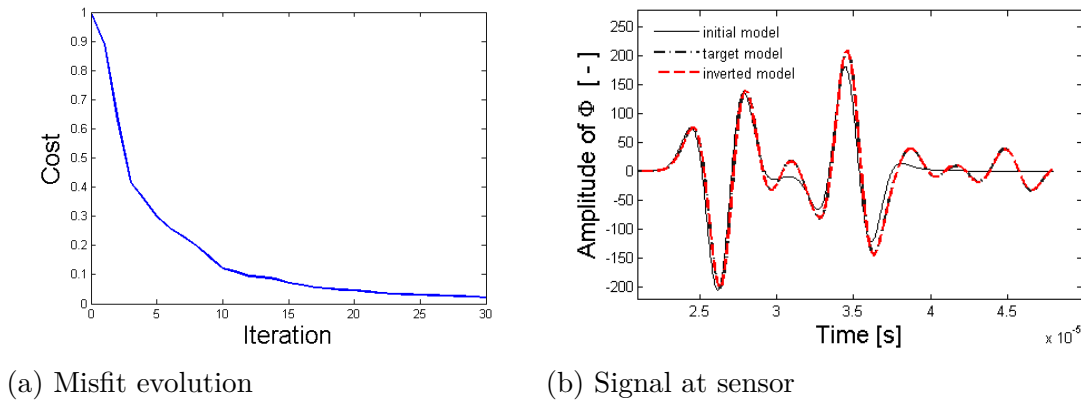 1
0.9
0.8
0.7
0.6
0.5
0.4
0.3
0.2
0.1
0
Cost
0 5 10 15 20 25 30
Iteration
(a) Misfit evolution
250
200
150
100
50
0
-50
-100
-150
-200
Amplitude of Φ [ - ]
initial model
target model
inverted model
2.5 3 3.5 4 4.5
x 10⁻⁵
Time [s]
(b) Signal at sensor